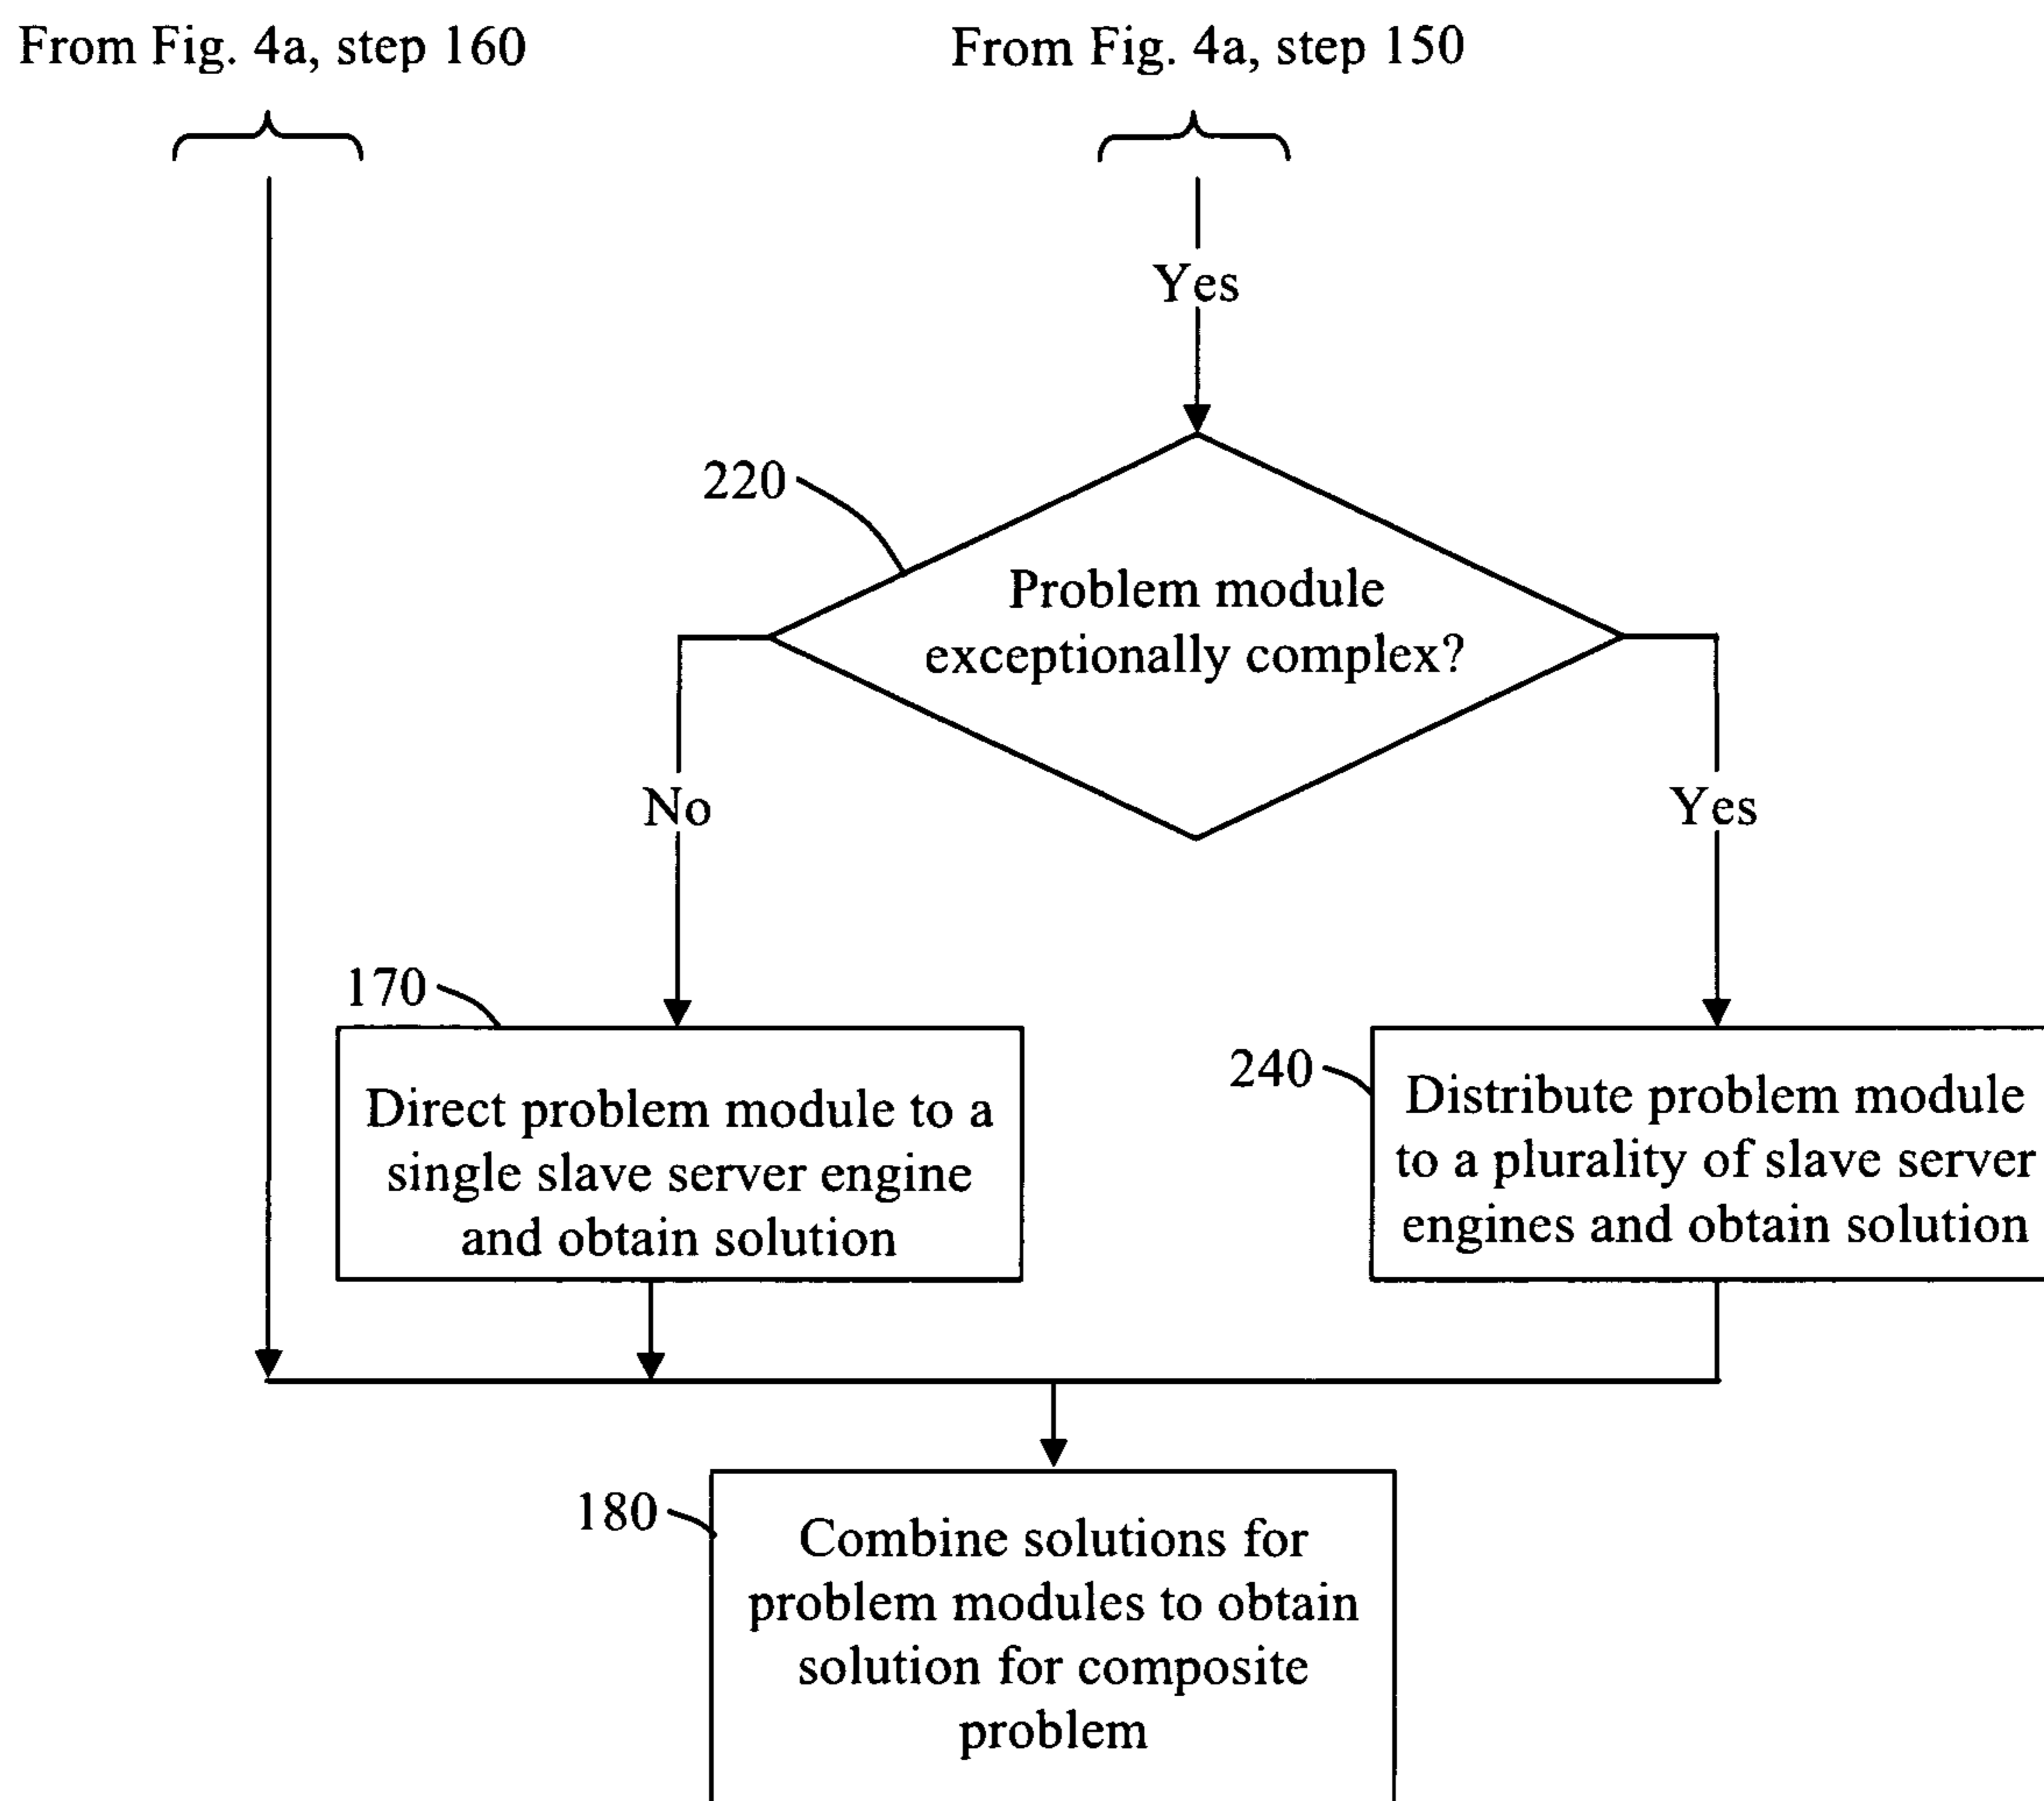 From Fig. 4a, step 160
From Fig. 4a, step 150
Yes
220
Problem module
exceptionally complex?
No
Yes
170
Direct problem module to a
single slave server engine
and obtain solution
240
Distribute problem module
to a plurality of slave server
engines and obtain solution
180
Combine solutions for
problem modules to obtain
solution for composite
problem